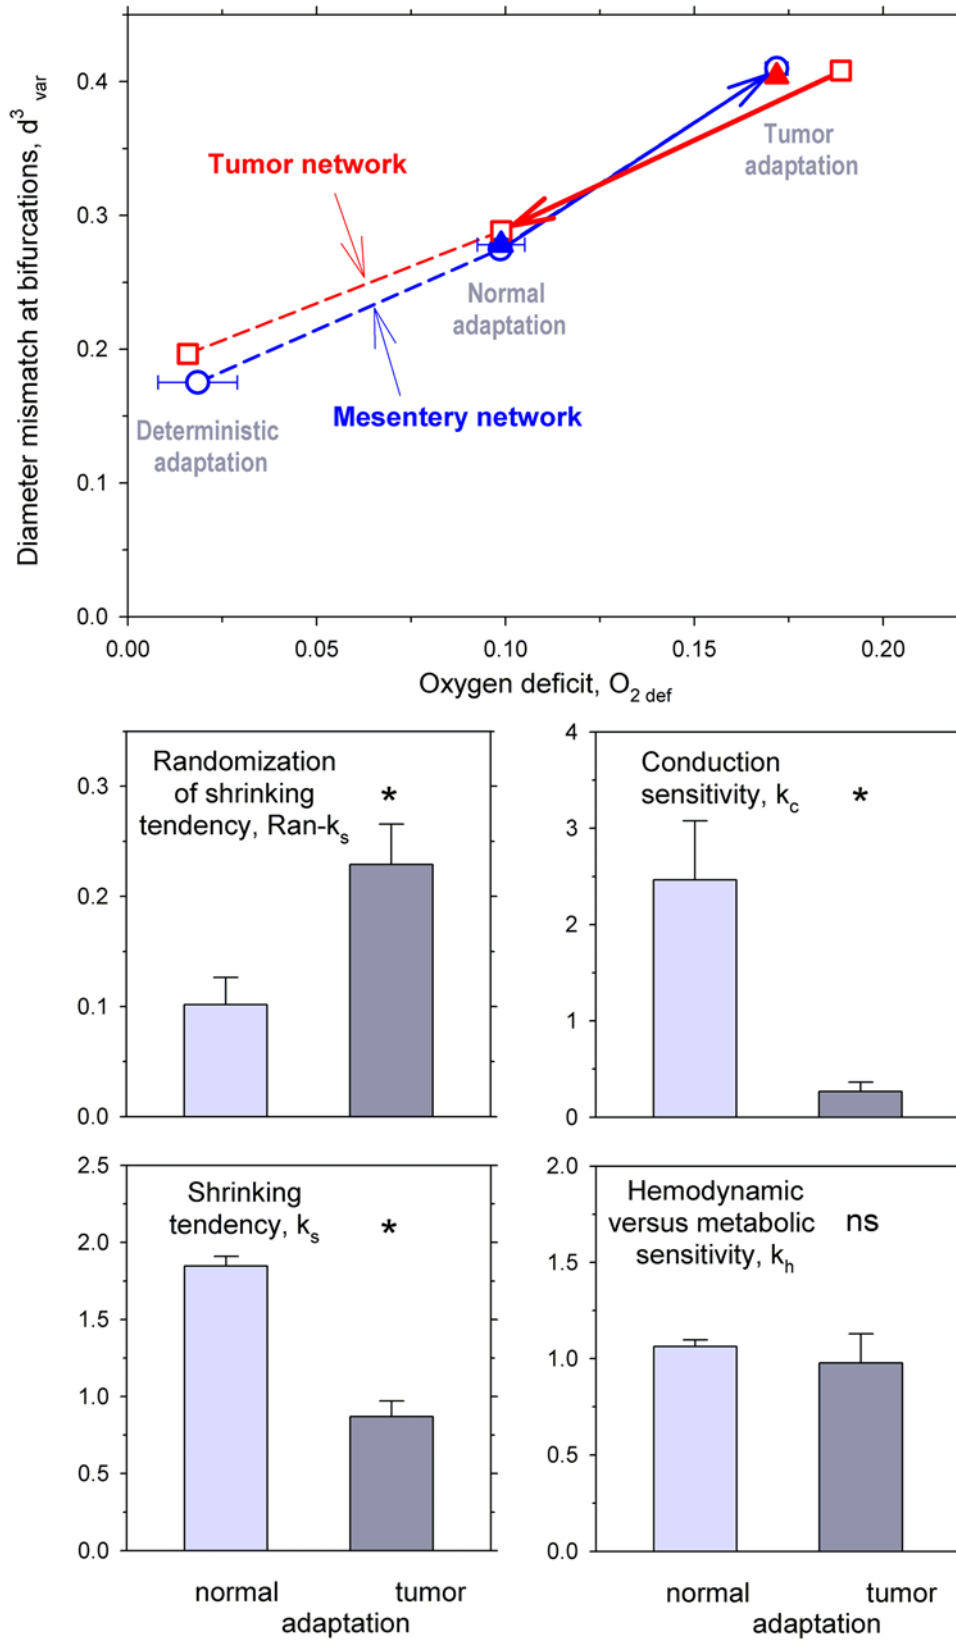 Diameter mismatch at bifurcations, d³ var
0.4
0.3
0.2
0.1
0.0
Tumor network
Tumor
adaptation
Normal
adaptation
Mesentery network
Deterministic
adaptation
0.00 0.05 0.10 0.15 0.20
Oxygen deficit, O₂ def
0.3
0.2
0.1
0.0
Randomization
of shrinking
tendency, Ran-kₛ
*
4
3
2
1
0
Conduction
sensitivity, k_c
*
2.5
2.0
1.5
1.0
0.5
0.0
Shrinking
tendency, kₛ
*
normal tumor
adaptation
2.0
1.5
1.0
0.5
0.0
Hemodynamic
versus metabolic
sensitivity, kₕ
ns
normal tumor
adaptation